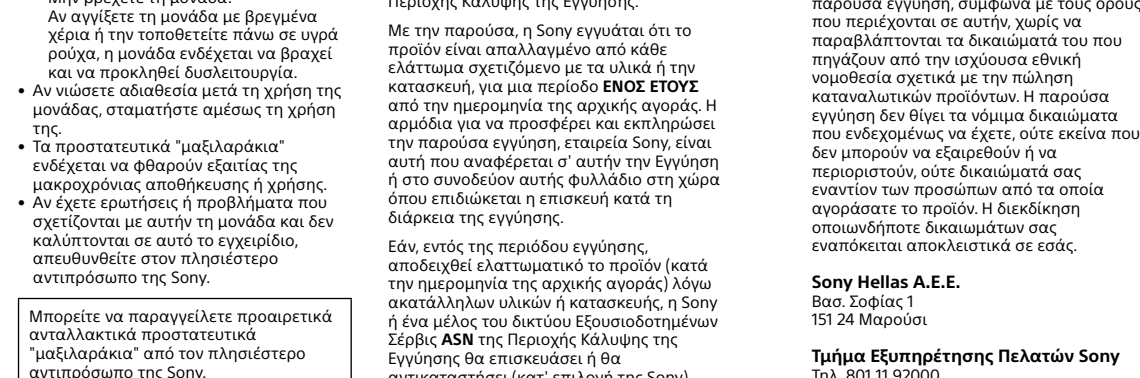 Μην βρέχετε τη μονάδα.
Αν αγγίξετε τη μονάδα με βρεγμένα
χέρια ή την τοποθετείτε πάνω σε υγρά
ρούχα, η μονάδα ενδέχεται να βραχεί
και να προκληθεί δυσλειτουργία.
• Αν νιώσετε αδιαθεσία μετά τη χρήση της
μονάδας, σταματήστε αμέσως τη χρήση
της.
• Τα προστατευτικά "μαξιλαράκια"
ενδέχεται να φθαρούν εξαιτίας της
μακροχρόνιας αποθήκευσης ή χρήσης.
• Αν έχετε ερωτήσεις ή προβλήματα που
σχετίζονται με αυτήν τη μονάδα και δεν
καλύπτονται σε αυτό το εγχειρίδιο,
απευθυνθείτε στον πλησιέστερο
αντιπρόσωπο της Sony.
Μπορείτε να παραγγείλετε προαιρετικά
ανταλλακτικά προστατευτικά
"μαξιλαράκια" από τον πλησιέστερο
αντιπρόσωπο της Sony.
Περιοχής Κάλυψης της Εγγύησης.
Με την παρούσα, η Sony εγγυάται ότι το
προϊόν είναι απαλλαγμένο από κάθε
ελάττωμα σχετιζόμενο με τα υλικά ή την
κατασκευή, για μια περίοδο ΕΝΟΣ ΕΤΟΥΣ
από την ημερομηνία της αρχικής αγοράς. Η
αρμόδια για να προσφέρει και εκπληρώσει
την παρούσα εγγύηση, εταιρεία Sony, είναι
αυτή που αναφέρεται σ' αυτήν την Εγγύηση
ή στο συνοδεύον αυτής φυλλάδιο στη χώρα
όπου επιδιώκεται η επισκευή κατά τη
διάρκεια της εγγύησης.
Εάν, εντός της περιόδου εγγύησης,
αποδειχθεί ελαττωματικό το προϊόν (κατά
την ημερομηνία της αρχικής αγοράς) λόγω
ακατάλληλων υλικών ή κατασκευής, η Sony
ή ένα μέλος του δικτύου Εξουσιοδοτημένων
Σέρβις ASN της Περιοχής Κάλυψης της
Εγγύησης θα επισκευάσει ή θα
αντικαταστήσει (κατ' επιλογή της Sony)
παρούσα εγγύηση, σύμφωνα με τους όρους
που περιέχονται σε αυτήν, χωρίς να
παραβλάπτονται τα δικαιώματά του που
πηγάζουν από την ισχύουσα εθνική
νομοθεσία σχετικά με την πώληση
καταναλωτικών προϊόντων. Η παρούσα
εγγύηση δεν θίγει τα νόμιμα δικαιώματα
που ενδεχομένως να έχετε, ούτε εκείνα που
δεν μπορούν να εξαιρεθούν ή να
περιοριστούν, ούτε δικαιώματά σας
εναντίον των προσώπων από τα οποία
αγοράσατε το προϊόν. Η διεκδίκηση
οποιωνδήποτε δικαιωμάτων σας
εναπόκειται αποκλειστικά σε εσάς.
Sony Hellas A.E.E.
Βασ. Σοφίας 1
151 24 Μαρούσι
Τμήμα Εξυπηρέτησης Πελατών Sony
Τηλ. 801 11 92000